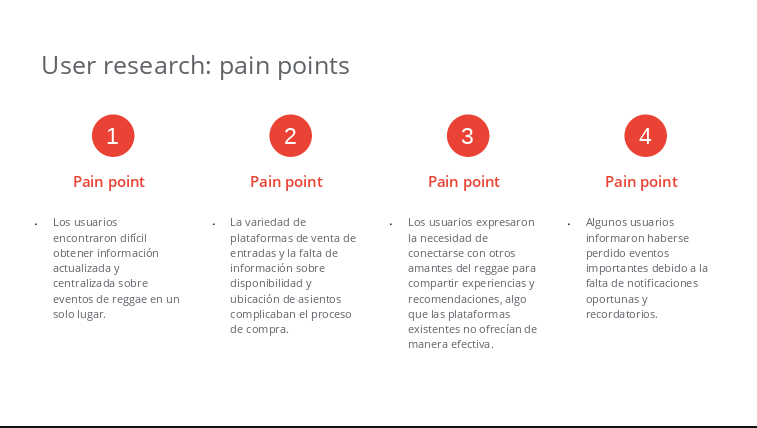 User research: pain points
1
Pain point
Los usuarios
encontraron difícil
obtener información
actualizada y
centralizada sobre
eventos de reggae en un
solo lugar.
2
Pain point
La variedad de
plataformas de venta de
entradas y la falta de
información sobre
disponibilidad y
ubicación de asientos
complicaban el proceso
de compra.
3
Pain point
Los usuarios expresaron
la necesidad de
conectarse con otros
amantes del reggae para
compartir experiencias y
recomendaciones, algo
que las plataformas
existentes no ofrecían de
manera efectiva.
4
Pain point
Algunos usuarios
informaron haberse
perdido eventos
importantes debido a la
falta de notificaciones
oportunas y
recordatorios.